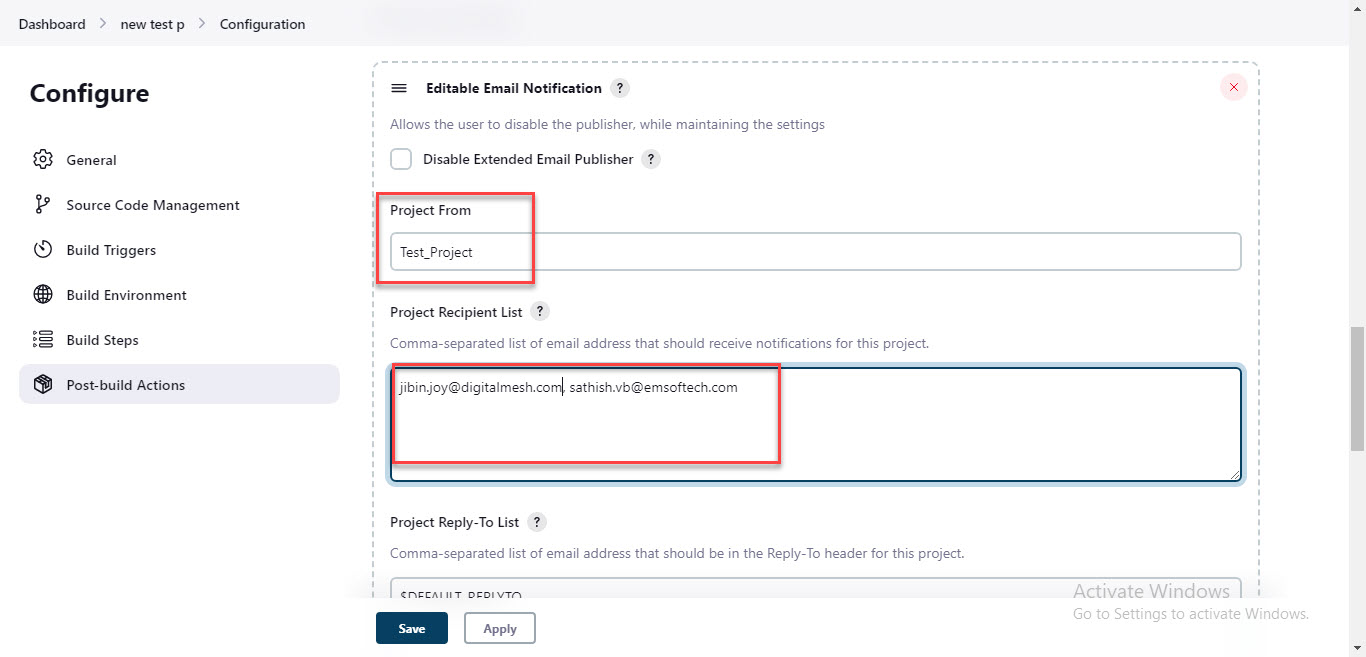 Dashboard > new test p > Configuration
Configure
General
Source Code Management
Build Triggers
Build Environment
Build Steps
Post-build Actions
Editable Email Notification ?
Allows the user to disable the publisher, while maintaining the settings
Disable Extended Email Publisher ?
Project From
Test_Project
Project Recipient List ?
Comma-separated list of email address that should receive notifications for this project.
jibin.joy@digitalmesh.com, sathish.vb@emsoftech.com
Project Reply-To List ?
Comma-separated list of email address that should be in the Reply-To header for this project.
$DEFAULT_REPLYTO
Save Apply
Activate Windows
Go to Settings to activate Windows.